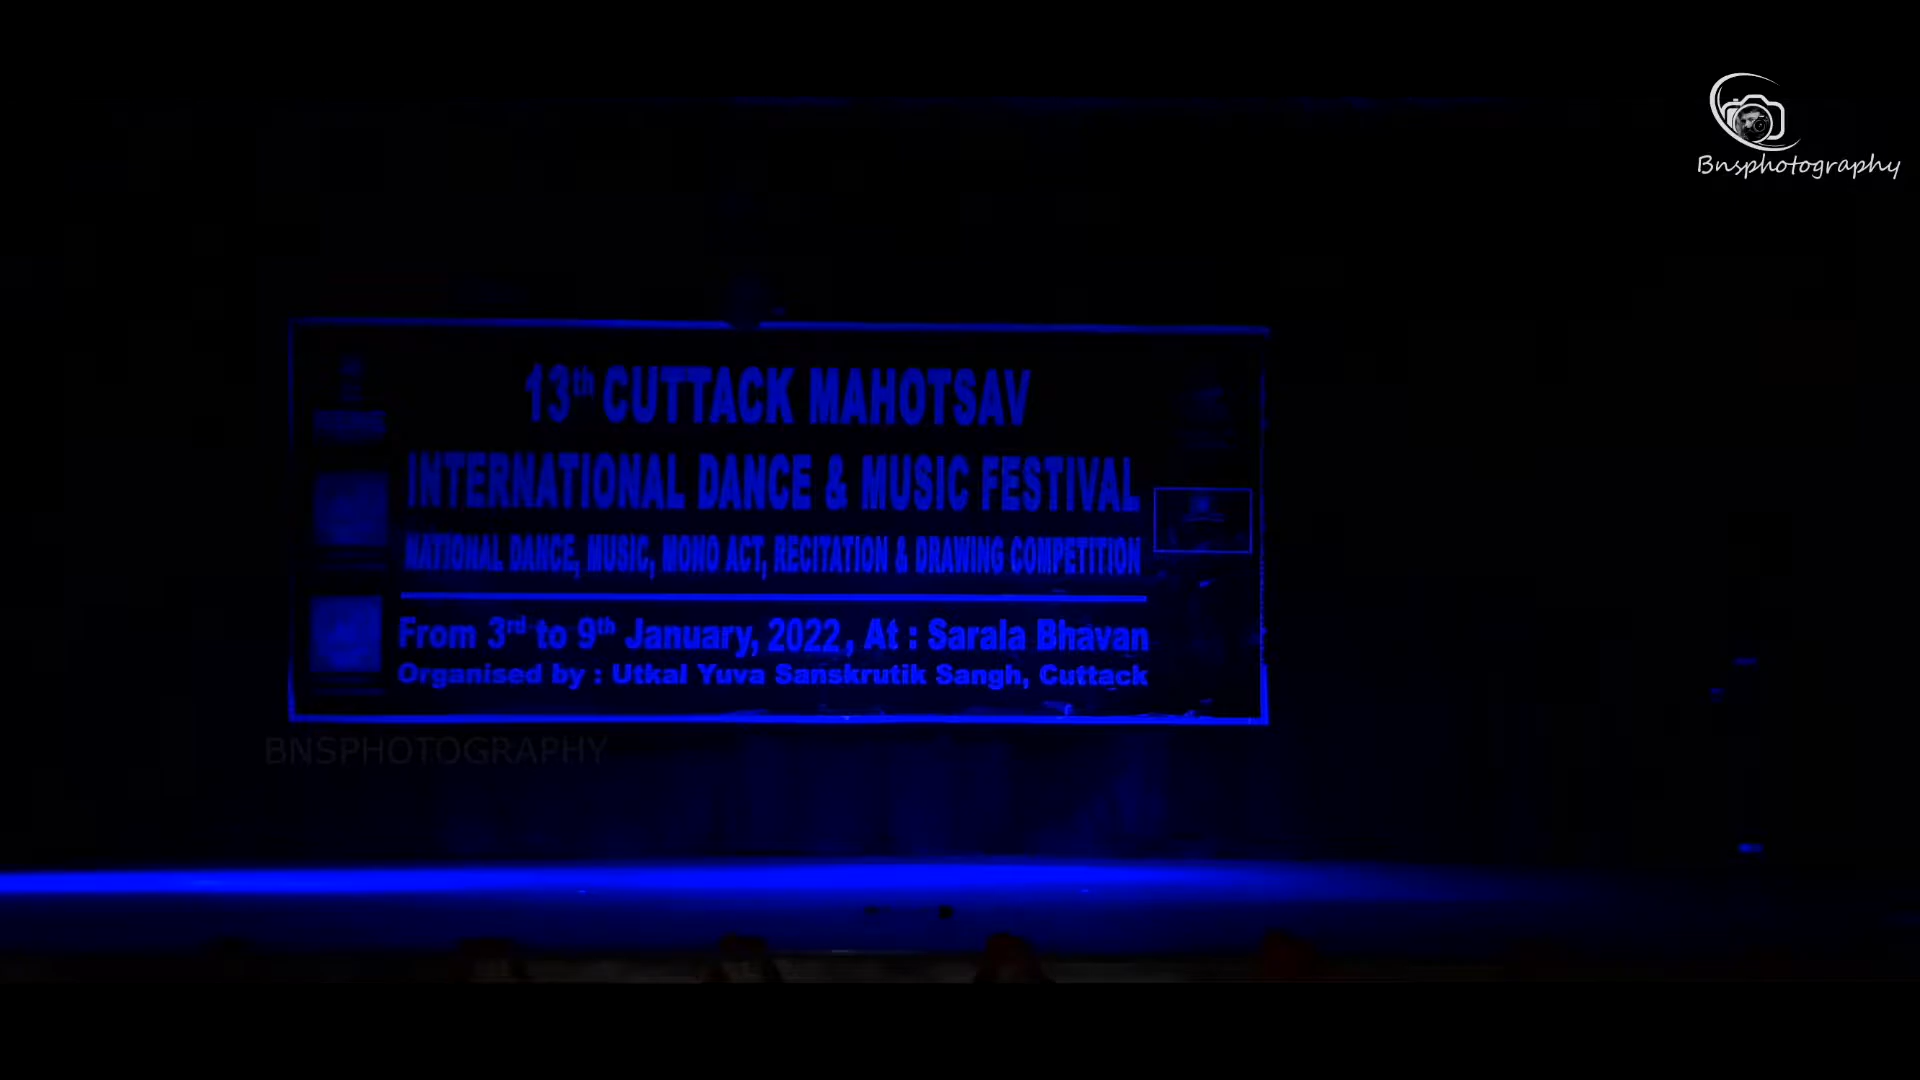 Bnsphotography
13th CUTTACK MAHOTSAV
INTERNATIONAL DANCE & MUSIC FESTIVAL
NATIONAL DANCE, MUSIC, MONO ACT, RECITATION & DRAWING COMPETITION
From 3rd to 9th January, 2022, At : Sarala Bhavan
Organised by : Utkal Yuva Sanskrutik Sangh, Cuttack
BNSPHOTOGRAPHY